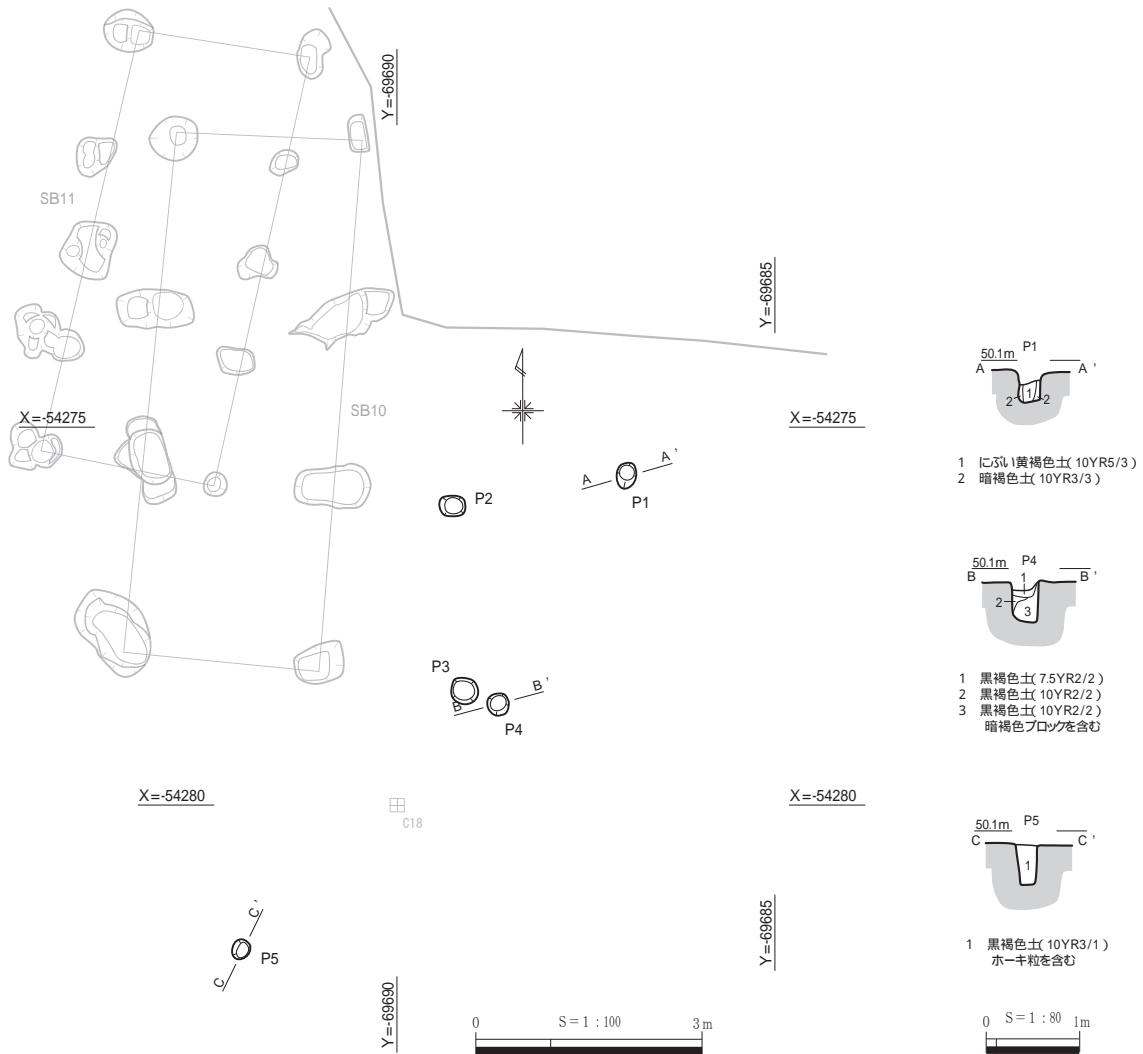 Y=-69690
SB11
Y=-69685
X=-54275
SB10
X=-54275
A A'
P1
P2
P3
B B'
P4
X=-54280
X=-54280
C18
C'
P5
C
Y=-69685
Y=-69690
0 S=1:100 3m
50.1m P1
A A'
1
2 2
1 にぶい黄褐色土(10YR5/3)
2 暗褐色土(10YR3/3)
50.1m P4
B B'
1
2
3
1 黒褐色土(7.5YR2/2)
2 黒褐色土(10YR2/2)
3 黒褐色土(10YR2/2)
暗褐色ブロックを含む
50.1m P5
C C'
1
1 黒褐色土(10YR3/1)
ホーキ粒を含む
0 S=1:80 1m